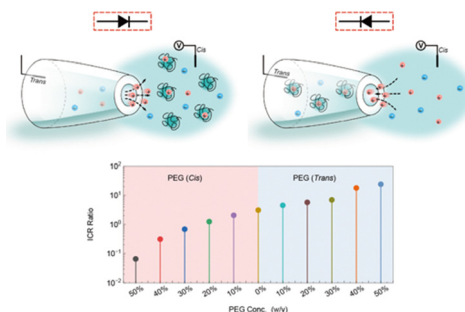 V
Cis
Trans
V
Cis
Trans
PEG (Cis)
PEG (Trans)
ICR Ratio
10²
10¹
10⁰
10⁻¹
10⁻²
50%
40%
30%
20%
10%
0%
10%
20%
30%
40%
50%
PEG Conc. (w/v)